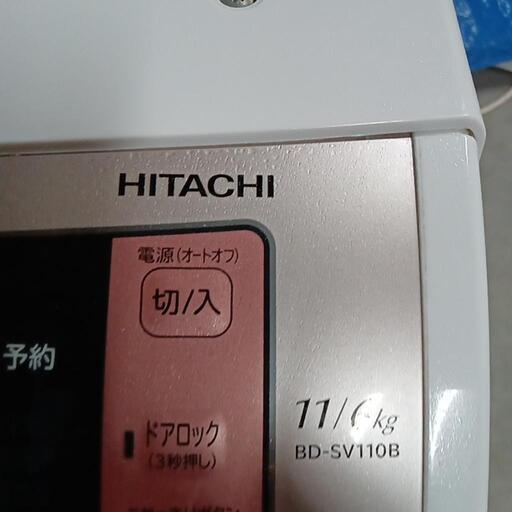 HITACHI
電源(オートオフ)
切/入
予約
ドアロック
(3秒押し)
11/6kg
BD-SV110B